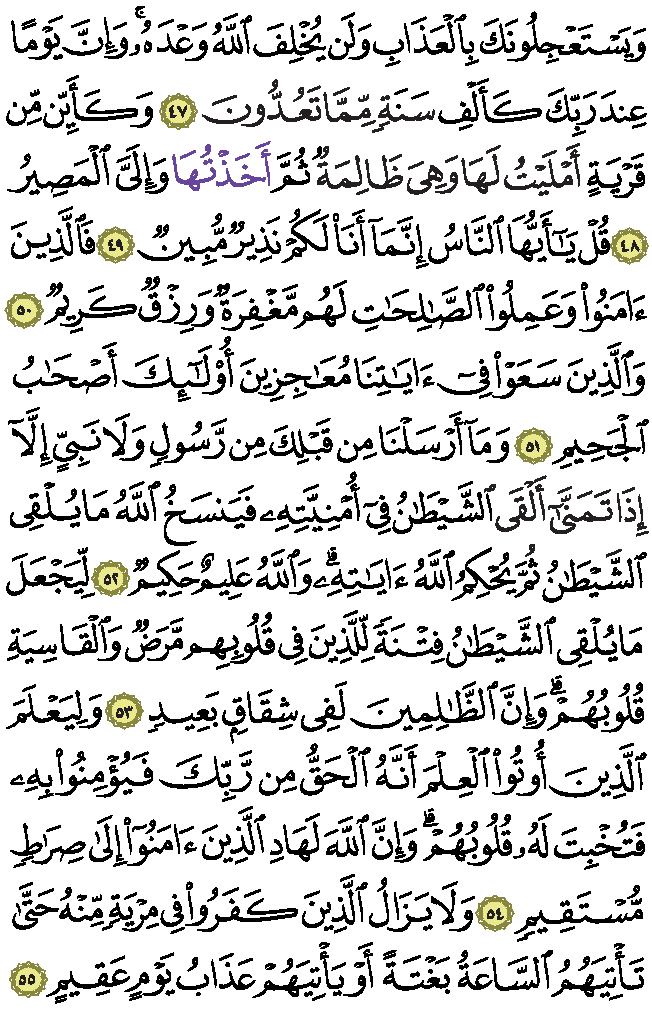 وَيَسْتَعْجِلُونَكَ بِٱلْعَذَابِ وَلَن يُخْلِفَ ٱللَّهُ وَعْدَهُۥۚ وَإِنَّ يَوْمًا
عِندَ رَبِّكَ كَأَلْفِ سَنَةٍۢ مِّمَّا تَعُدُّونَ ٤٧ وَكَأَيِّن مِّن
قَرْيَةٍ أَمْلَيْتُ لَهَا وَهِىَ ظَالِمَةٌۭ ثُمَّ أَخَذْتُهَا وَإِلَىَّ ٱلْمَصِيرُ
٤٨ قُلْ يَـٰٓأَيُّهَا ٱلنَّاسُ إِنَّمَآ أَنَا۠ لَكُمْ نَذِيرٌۭ مُّبِينٌۭ ٤٩ فَٱلَّذِينَ
ءَامَنُوا۟ وَعَمِلُوا۟ ٱلصَّـٰلِحَـٰتِ لَهُم مَّغْفِرَةٌۭ وَرِزْقٌۭ كَرِيمٌۭ ٥٠
وَٱلَّذِينَ سَعَوْا۟ فِىٓ ءَايَـٰتِنَا مُعَـٰجِزِينَ أُو۟لَـٰٓئِكَ أَصْحَـٰبُ
ٱلْجَحِيمِ ٥١ وَمَآ أَرْسَلْنَا مِن قَبْلِكَ مِن رَّسُولٍۢ وَلَا نَبِىٍّ إِلَّآ
إِذَا تَمَنَّىٰٓ أَلْقَى ٱلشَّيْطَـٰنُ فِىٓ أُمْنِيَّتِهِۦ فَيَنسَخُ ٱللَّهُ مَا يُلْقِى
ٱلشَّيْطَـٰنُ ثُمَّ يُحْكِمُ ٱللَّهُ ءَايَـٰتِهِۦۗ وَٱللَّهُ عَلِيمٌ حَكِيمٌۭ ٥٢ لِّيَجْعَلَ
مَا يُلْقِى ٱلشَّيْطَـٰنُ فِتْنَةًۭ لِّلَّذِينَ فِى قُلُوبِهِم مَّرَضٌۭ وَٱلْقَاسِيَةِ
قُلُوبُهُمْۗ وَإِنَّ ٱلظَّـٰلِمِينَ لَفِى شِقَاقٍۭ بَعِيدٍۢ ٥٣ وَلِيَعْلَمَ
ٱلَّذِينَ أُوتُوا۟ ٱلْعِلْمَ أَنَّهُ ٱلْحَقُّ مِن رَّبِّكَ فَيُؤْمِنُوا۟ بِهِۦ
فَتُخْبِتَ لَهُۥ قُلُوبُهُمْۗ وَإِنَّ ٱللَّهَ لَهَادِ ٱلَّذِينَ ءَامَنُوٓا۟ إِلَىٰ صِرَٰطٍۢ
مُّسْتَقِيمٍۢ ٥٤ وَلَا يَزَالُ ٱلَّذِينَ كَفَرُوا۟ فِى مِرْيَةٍۢ مِّنْهُ حَتَّىٰ
تَأْتِيَهُمُ ٱلسَّاعَةُ بَغْتَةً أَوْ يَأْتِيَهُمْ عَذَابُ يَوْمٍ عَقِيمٍ ٥٥